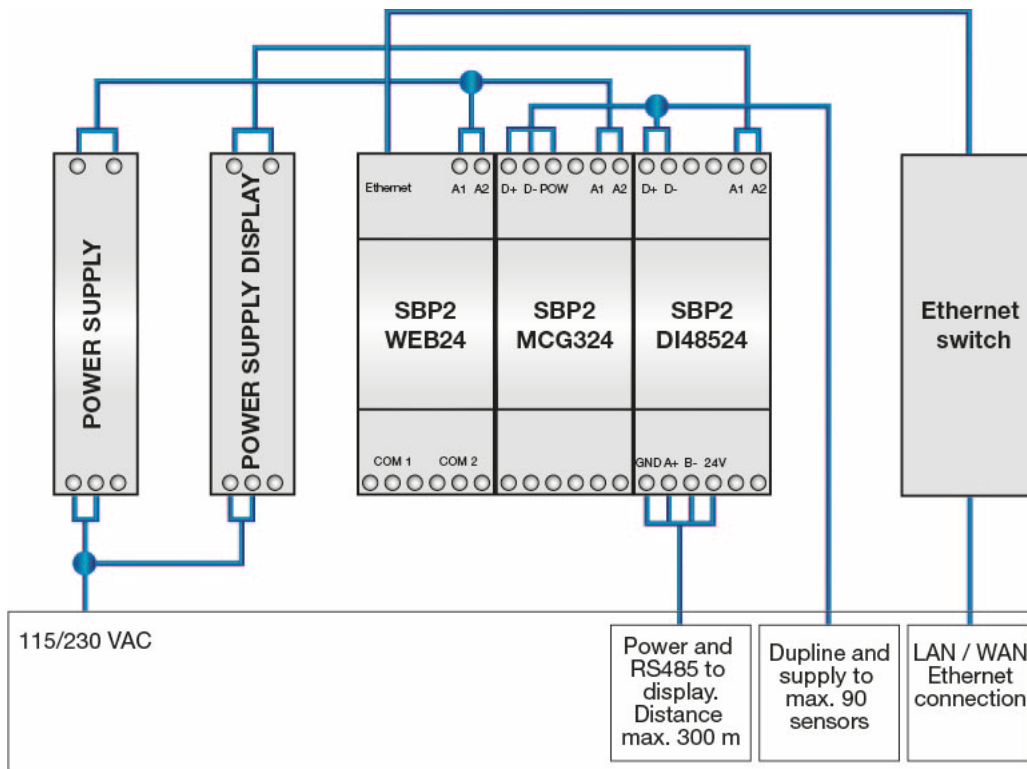 POWER SUPPLY
POWER SUPPLY DISPLAY
Ethernet
A1 A2
D+ D- POW
A1 A2
D+ D-
A1 A2
SBP2
WEB24
SBP2
MCG324
SBP2
DI48524
Ethernet
switch
COM 1
COM 2
GND A+ B- 24V
115/230 VAC
Power and
RS485 to
display.
Distance
max. 300 m
Dupline and
supply to
max. 90
sensors
LAN / WAN
Ethernet
connection